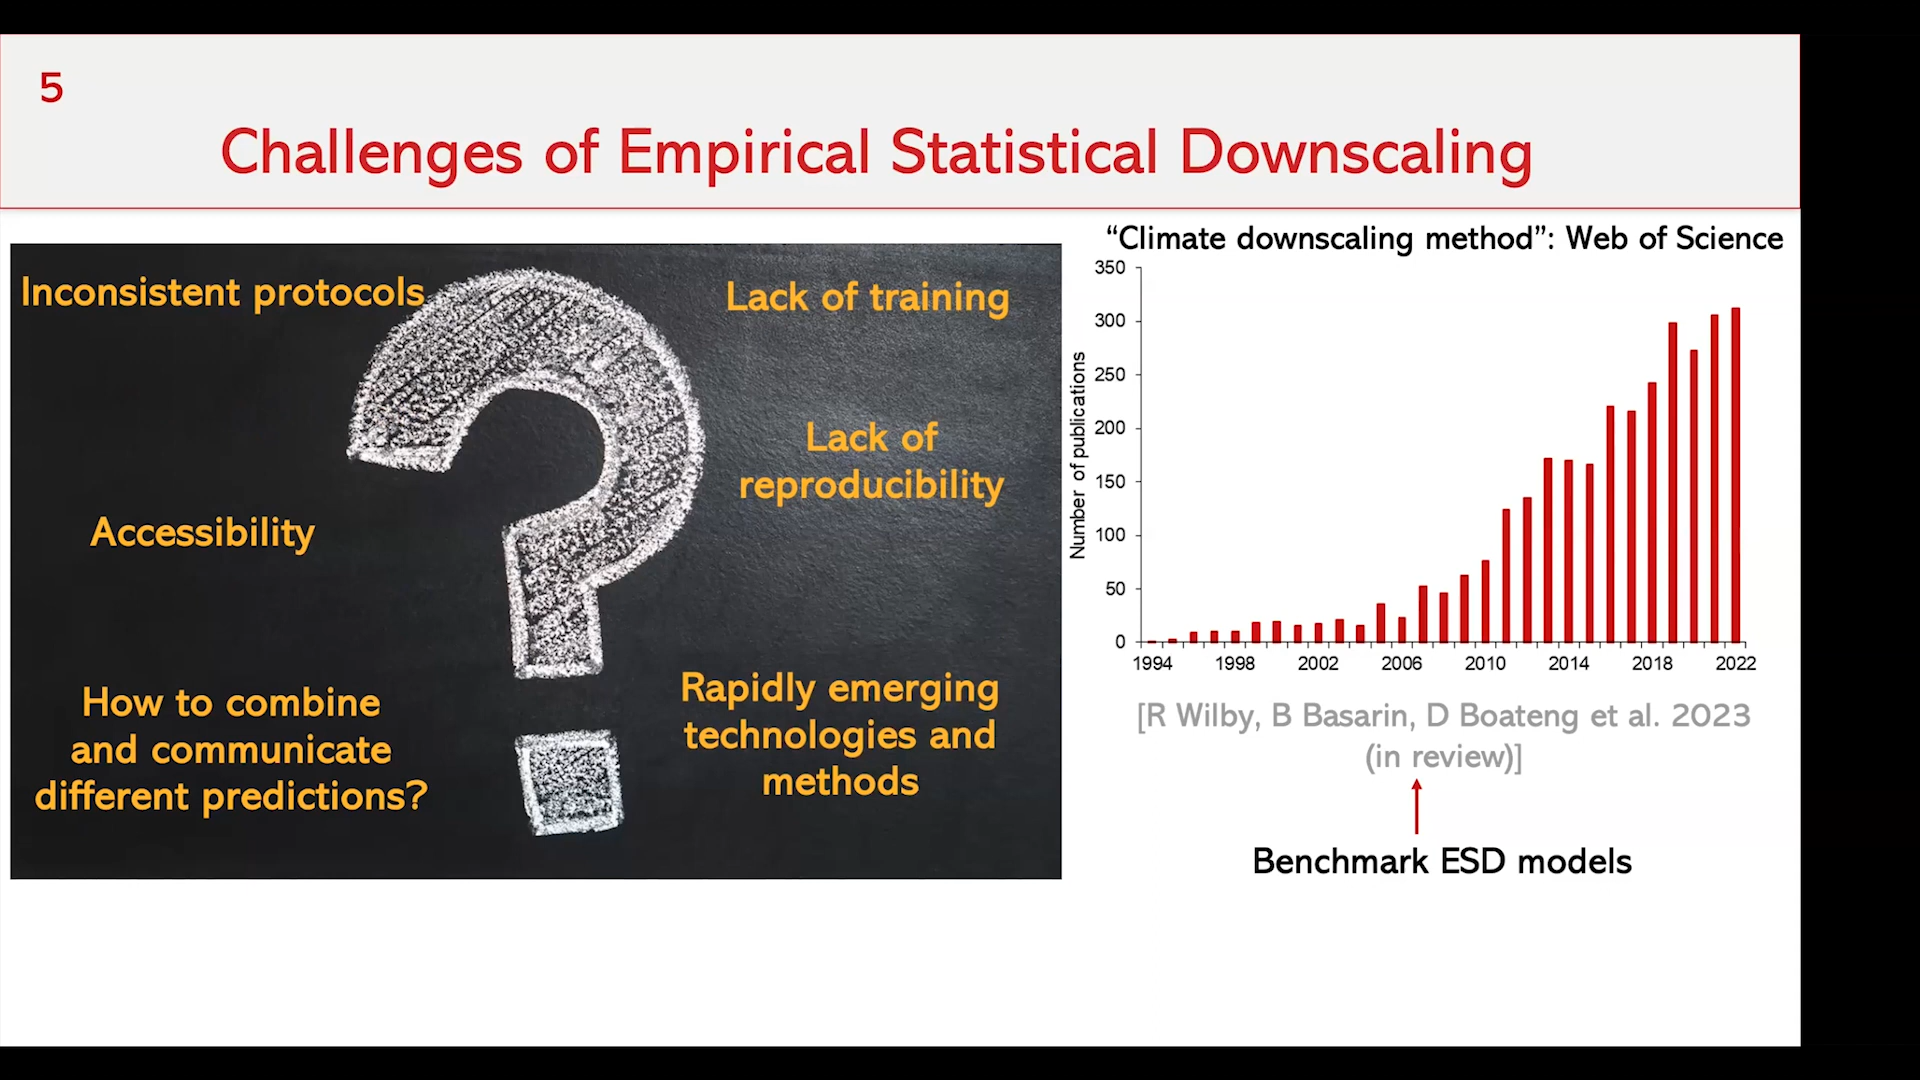 5
Challenges of Empirical Statistical Downscaling
Inconsistent protocols
Lack of training
Lack of
reproducibility
Accessibility
How to combine
and communicate
different predictions?
Rapidly emerging
technologies and
methods
“Climate downscaling method”: Web of Science
Number of publications
350
300
250
200
150
100
50
0
1994 1998 2002 2006 2010 2014 2018 2022
[R Wilby, B Basarin, D Boateng et al. 2023
(in review)]
Benchmark ESD models